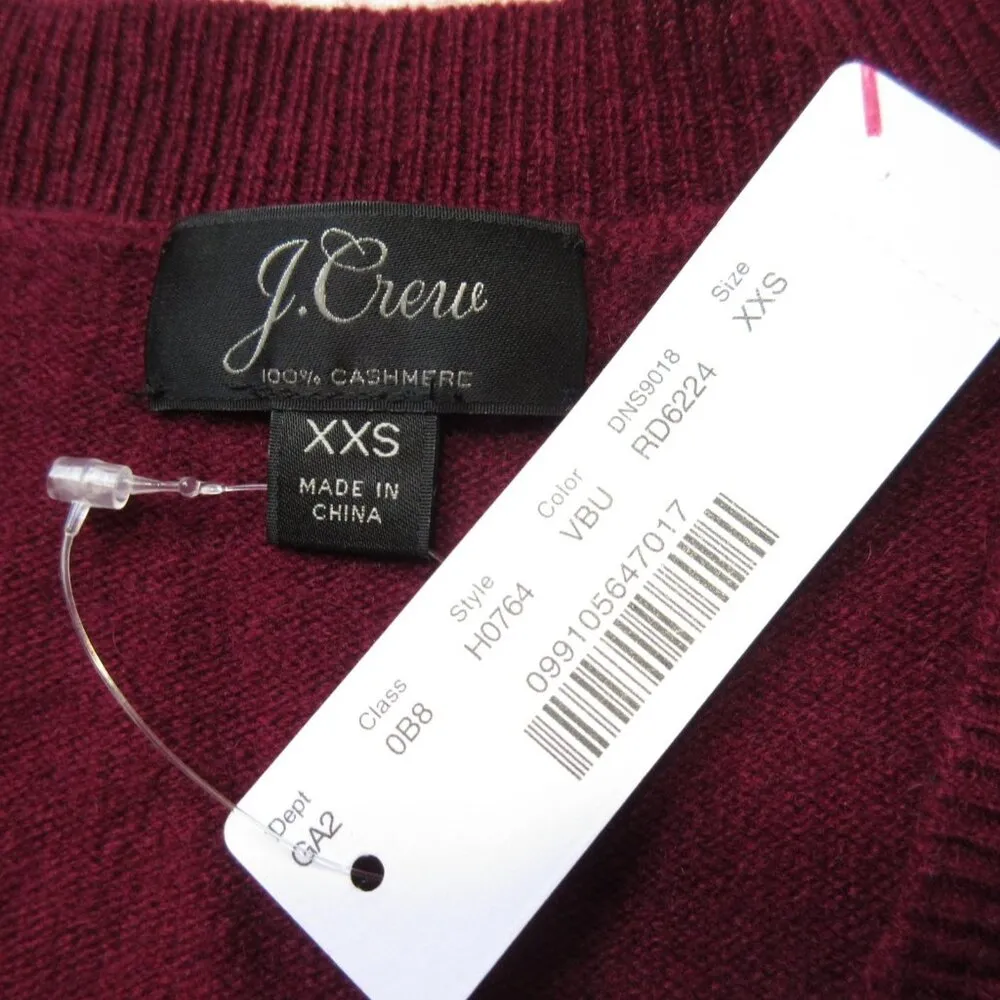 J.Crew
100% CASHMERE
XXS
MADE IN
CHINA
Dept
GA2
Class
0B8
Style
H0764
Color
VBU
DNS9018
RD6224
Size
XXS
099105647017